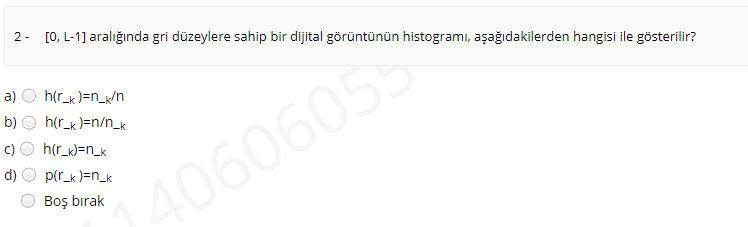 2 - [0, L-1] aralığında gri düzeylere sahip bir dijital görüntünün histogramı, aşağıdakilerden hangisi ile gösterilir?
a) h(r_k )=n_k/n
b) h(r_k )=n/n_k
c) h(r_k)=n_k
d) p(r_k )=n_k
Boş bırak